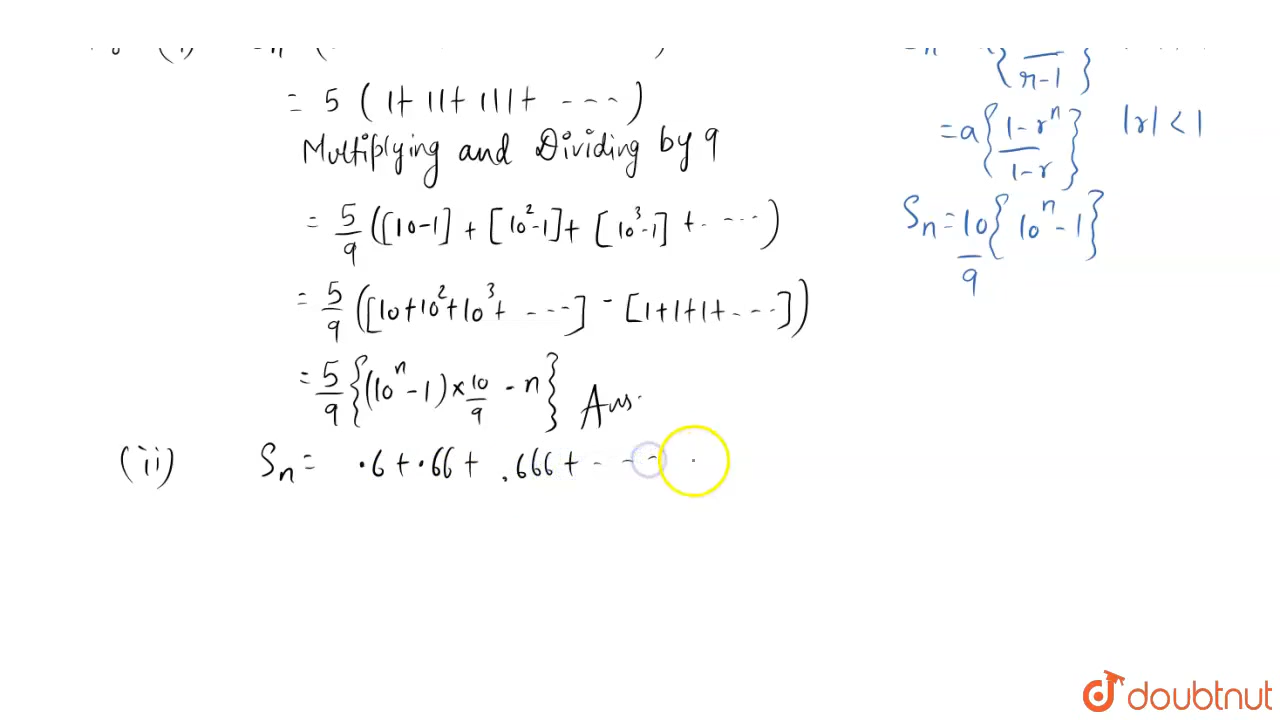 = 5 (1+ 11+ 111+ ----)
Multiplying and Dividing by 9
= 5/9 ([10-1] + [10²-1]+ [10³-1] + -----)
= 5/9 ([10+10²+10³+ ----] - [1+1+1+----])
= 5/9 {(10ⁿ-1)×10/9 - n} Ans.
(ii) Sn= .6+.66+ .666+----
r-1
=a{1-rⁿ/1-r} |r|<1
Sn=10/9{10ⁿ-1}
doubtnut